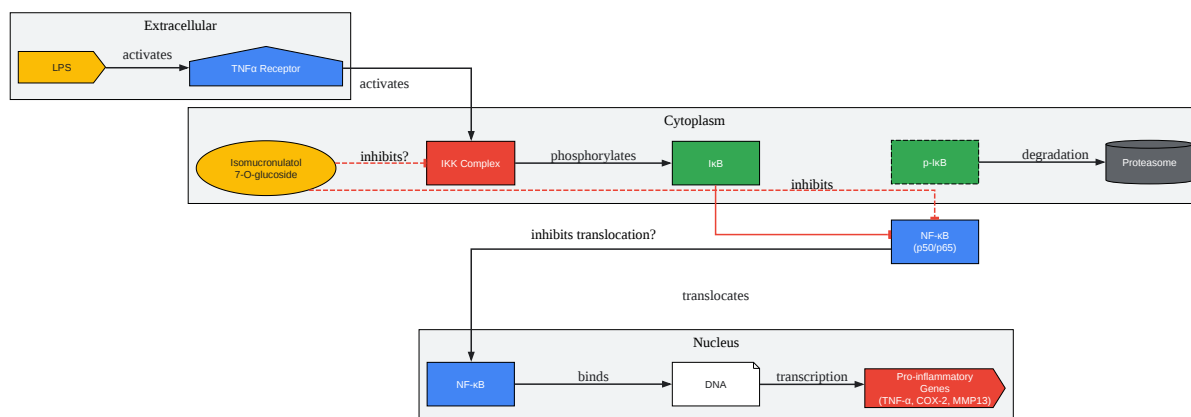 Extracellular
LPS
activates
TNFα Receptor
activates
Cytoplasm
Isomucronulatol
7-O-glucoside
inhibits?
IKK Complex
phosphorylates
IκB
p-IκB
degradation
Proteasome
inhibits
NF-κB
(p50/p65)
inhibits translocation?
translocates
Nucleus
NF-κB
binds
DNA
transcription
Pro-inflammatory
Genes
(TNF-α, COX-2, MMP13)